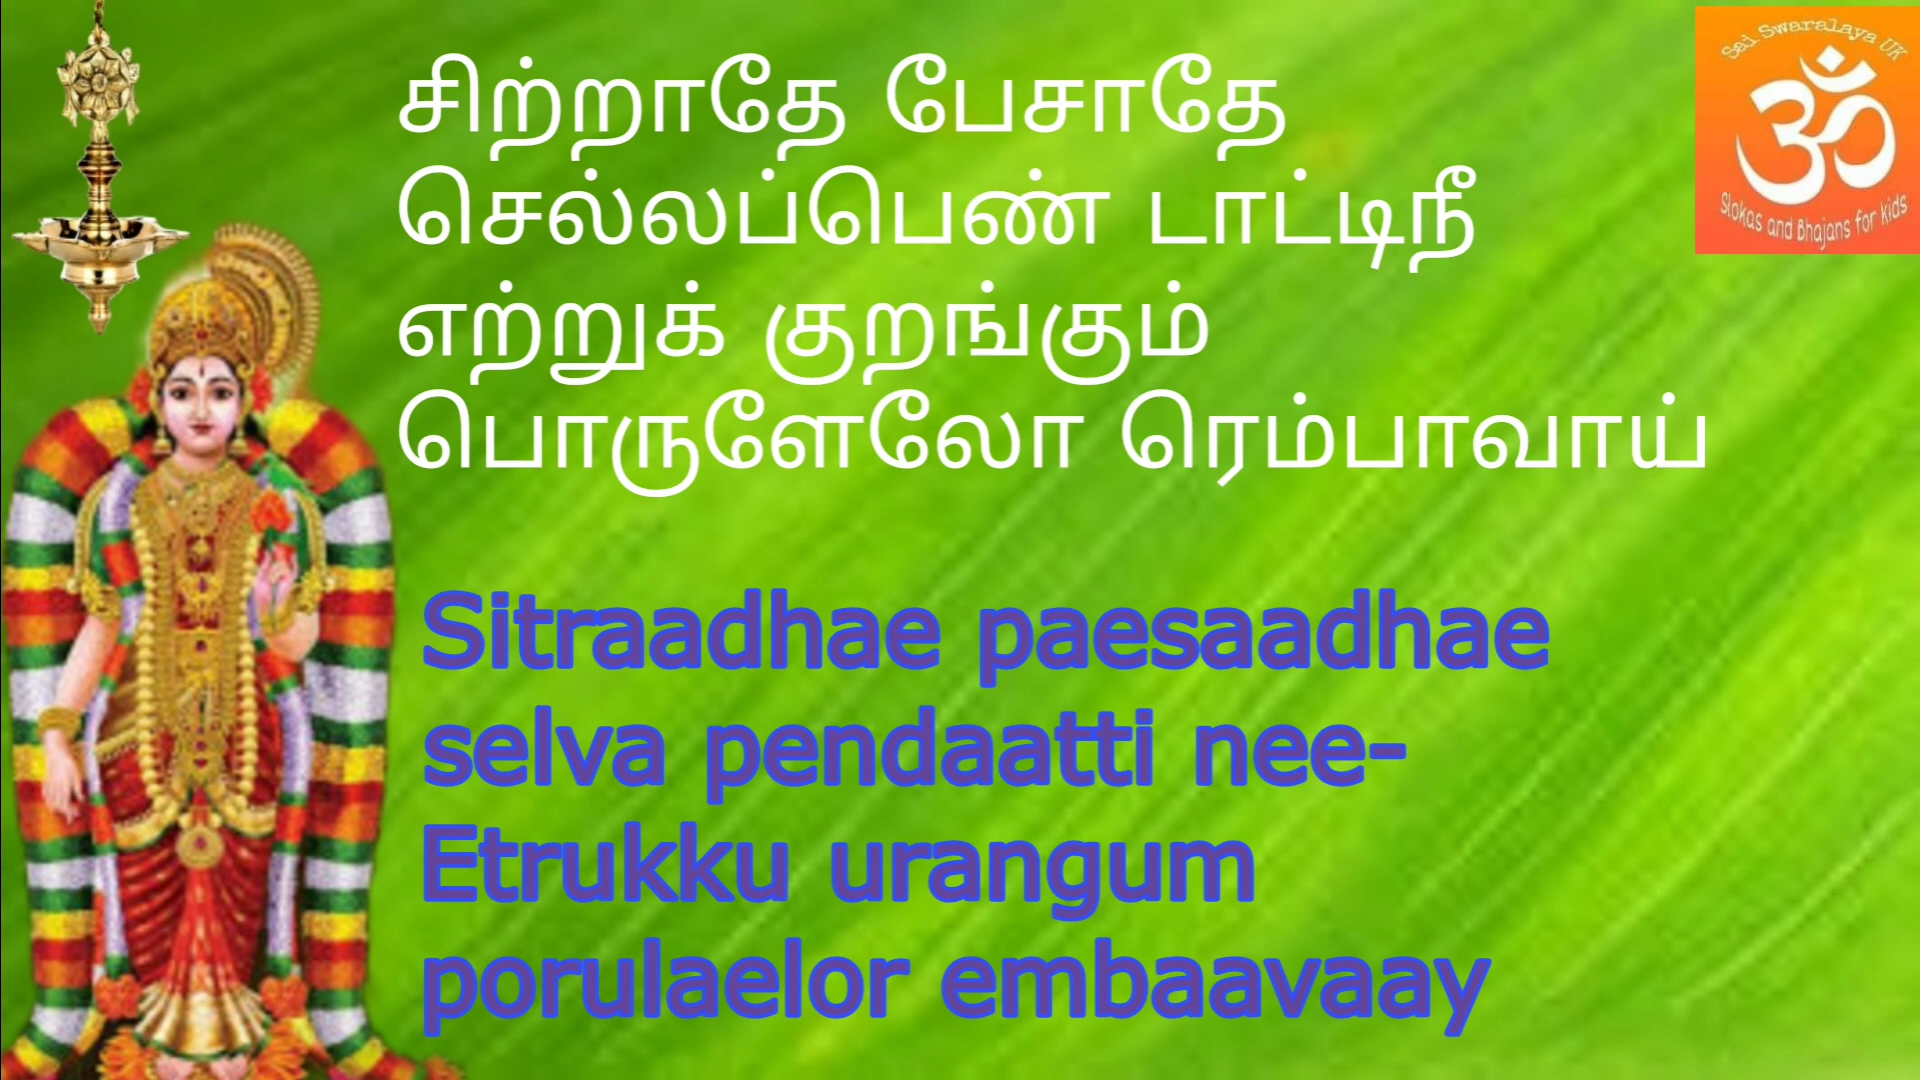 Sai Swaralaya UK
Slokas and Bhajans for kids
சிற்றாதே பேசாதே
செல்லப்பெண் டாட்டிநீ
எற்றுக் குறங்கும்
பொருளேலோ ரெம்பாவாய்
Sitraadhae paesaadhae
selva pendaatti nee-
Etrukku urangum
porulaelor embaavaay